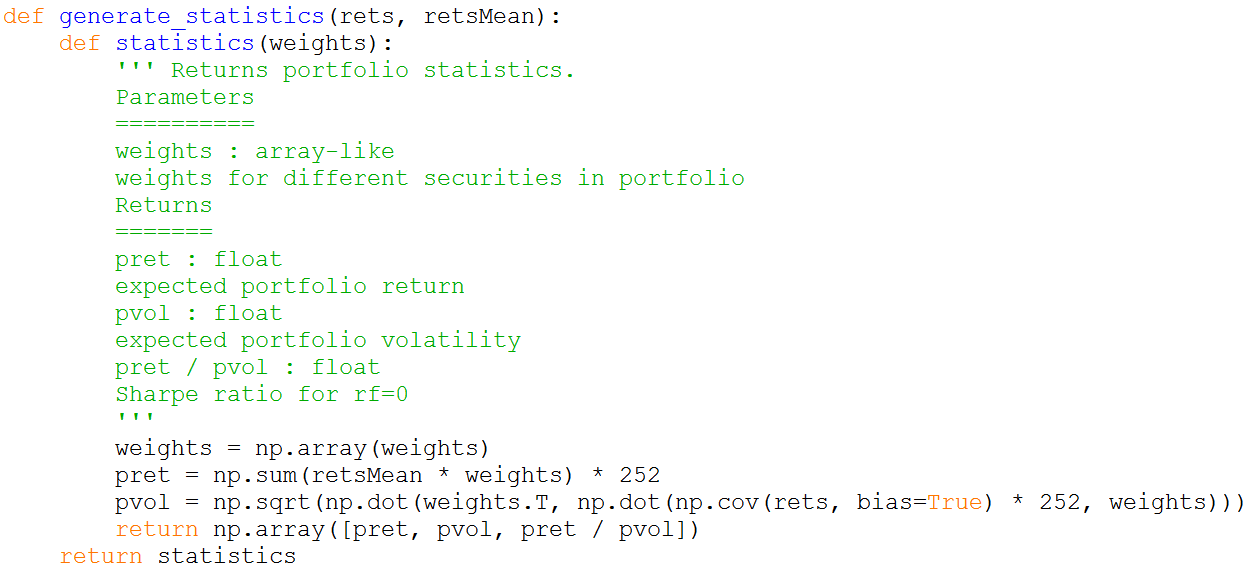 def generate_statistics(rets, retsMean):
    def statistics(weights):
        ''' Returns portfolio statistics.
        Parameters
        ==========
        weights : array-like
        weights for different securities in portfolio
        Returns
        =======
        pret : float
        expected portfolio return
        pvol : float
        expected portfolio volatility
        pret / pvol : float
        Sharpe ratio for rf=0
        '''
        weights = np.array(weights)
        pret = np.sum(retsMean * weights) * 252
        pvol = np.sqrt(np.dot(weights.T, np.dot(np.cov(rets, bias=True) * 252, weights)))
        return np.array([pret, pvol, pret / pvol])
    return statistics